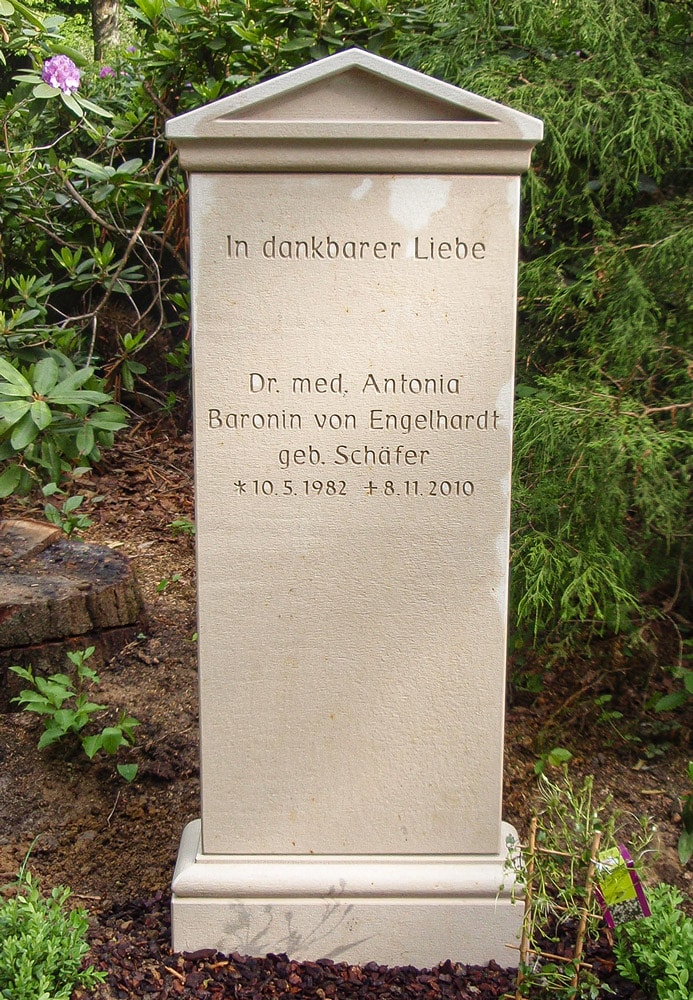 In dankbarer Liebe
Dr. med. Antonia
Baronin von Engelhardt
geb. Schäfer
* 10. 5. 1982 + 8. 11. 2010